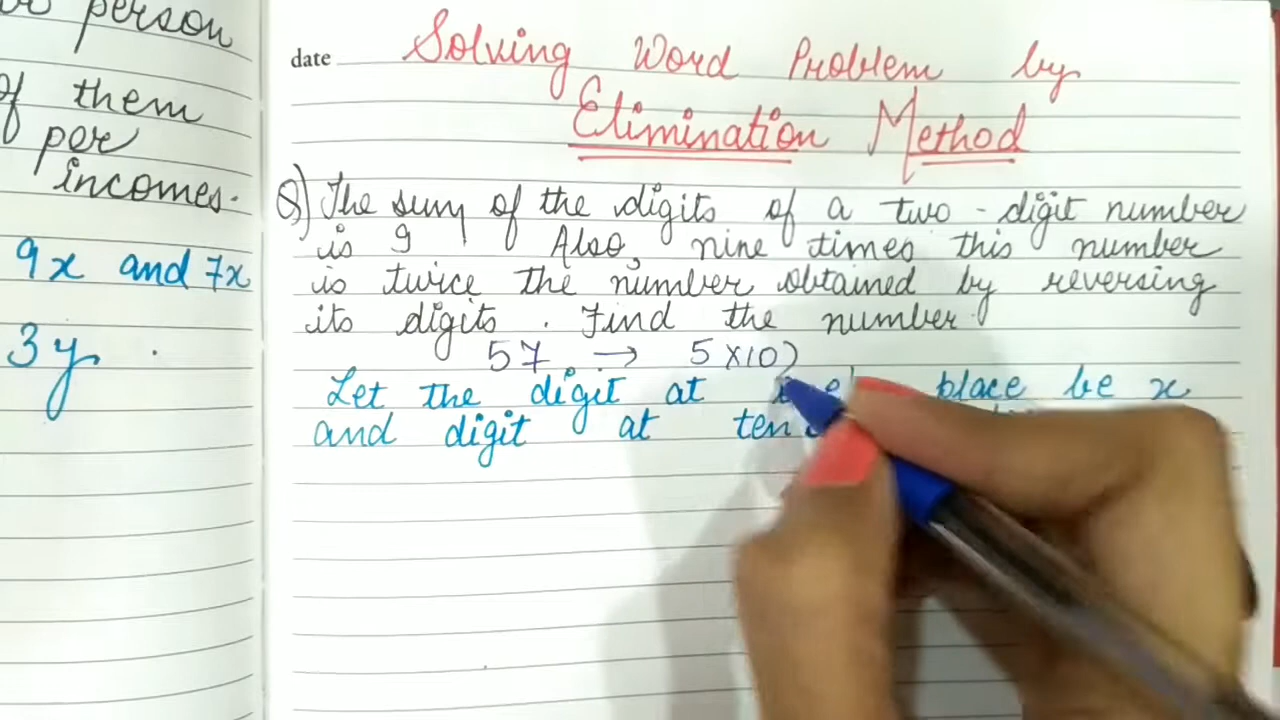 person
of them
per
incomes.
9x and 7x
3y
date Solving Word Problem by
Elimination Method
Q) The sum of the digits of a two-digit number
is 9 Also, nine times this number
is twice the number obtained by reversing
its digits. Find the number.
57 → 5×10)
Let the digit at place be x
and digit at ten